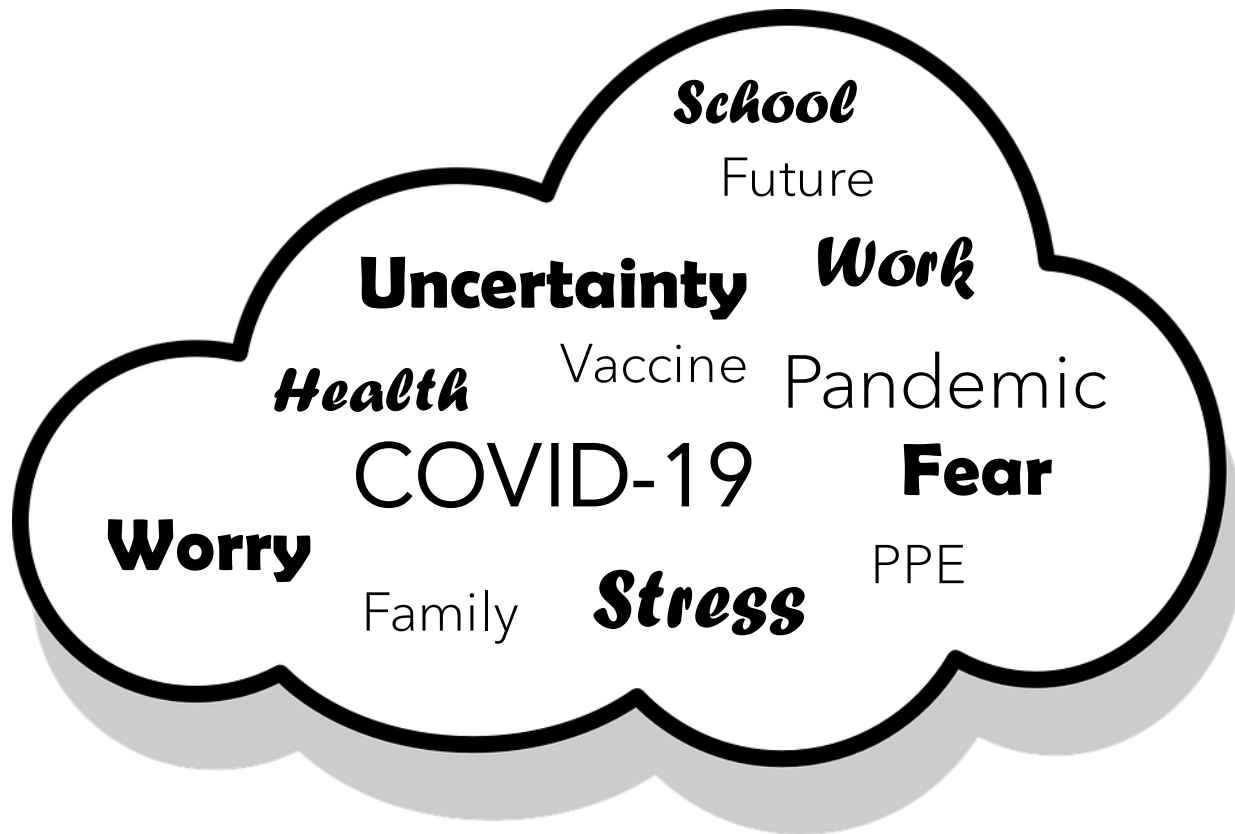 School
Future
Work
Uncertainty
Vaccine
Pandemic
Health
COVID-19
Fear
Worry
PPE
Family
Stress